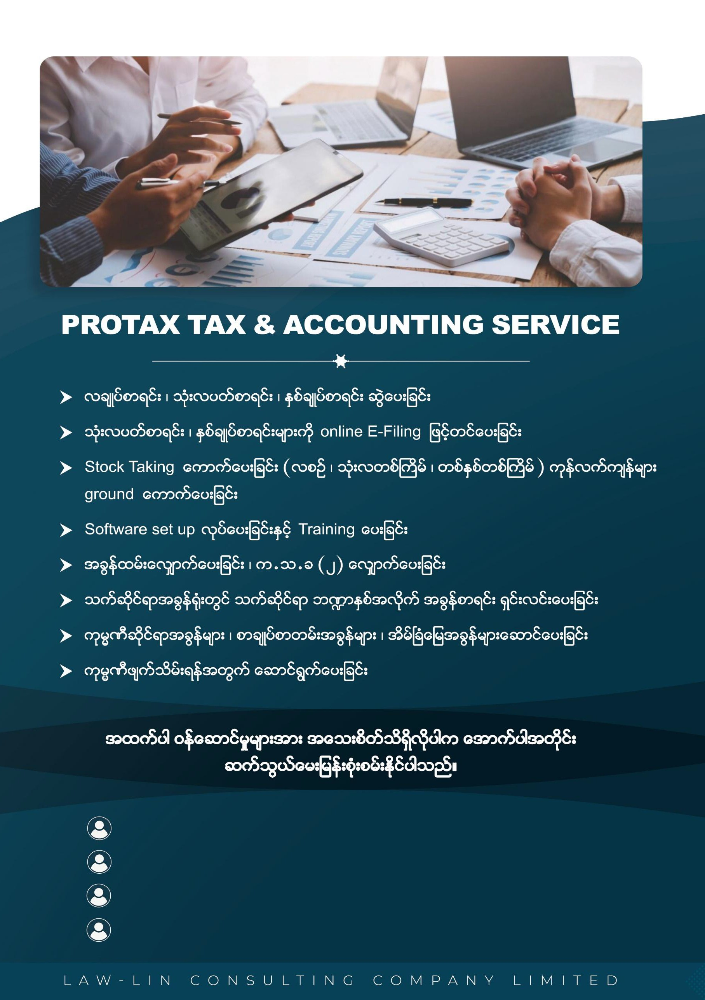 PROTAX TAX & ACCOUNTING SERVICE
လချုပ်စာရင်း ၊ သုံးလပတ်စာရင်း ၊ နှစ်ချုပ်စာရင်း ဆွဲပေးခြင်း
သုံးလပတ်စာရင်း ၊ နှစ်ချုပ်စာရင်းများကို online E-Filing ဖြင့်တင်ပေးခြင်း
Stock Taking ကောက်ပေးခြင်း (လစဉ် ၊ သုံးလတစ်ကြိမ် ၊ တစ်နှစ်တစ်ကြိမ် ) ကုန်လက်ကျန်များ
ground ကောက်ပေးခြင်း
Software set up လုပ်ပေးခြင်းနှင့် Training ပေးခြင်း
အခွန်ထမ်းလျှောက်ပေးခြင်း ၊ က.သ.ခ (၂) လျှောက်ပေးခြင်း
သက်ဆိုင်ရာအခွန်ရုံးတွင် သက်ဆိုင်ရာ ဘဏ္ဍာနှစ်အလိုက် အခွန်စာရင်း ရှင်းလင်းပေးခြင်း
ကုမ္ပဏီဆိုင်ရာအခွန်များ ၊ စာချုပ်စာတမ်းအခွန်များ ၊ အိမ်ခြံမြေအခွန်များဆောင်ပေးခြင်း
ကုမ္ပဏီဖျက်သိမ်းရန်အတွက် ဆောင်ရွက်ပေးခြင်း
အထက်ပါ ဝန်ဆောင်မှုများအား အသေးစိတ်သိရှိလိုပါက အောက်ပါအတိုင်း
ဆက်သွယ်မေးမြန်းစုံစမ်းနိုင်ပါသည်။
LAW-LIN CONSULTING COMPANY LIMITED